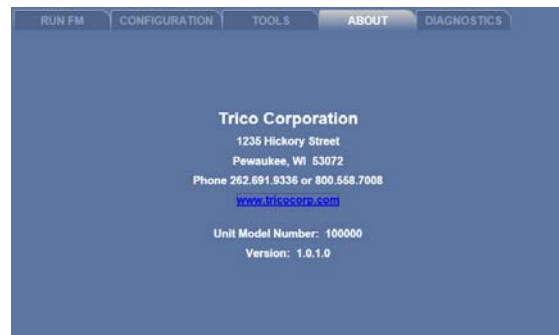 RUN FM CONFIGURATION TOOLS ABOUT DIAGNOSTICS
Trico Corporation
1235 Hickory Street
Pewaukee, WI 53072
Phone 262.691.9336 or 800.558.7008
www.tricocorp.com
Unit Model Number: 100000
Version: 1.0.1.0